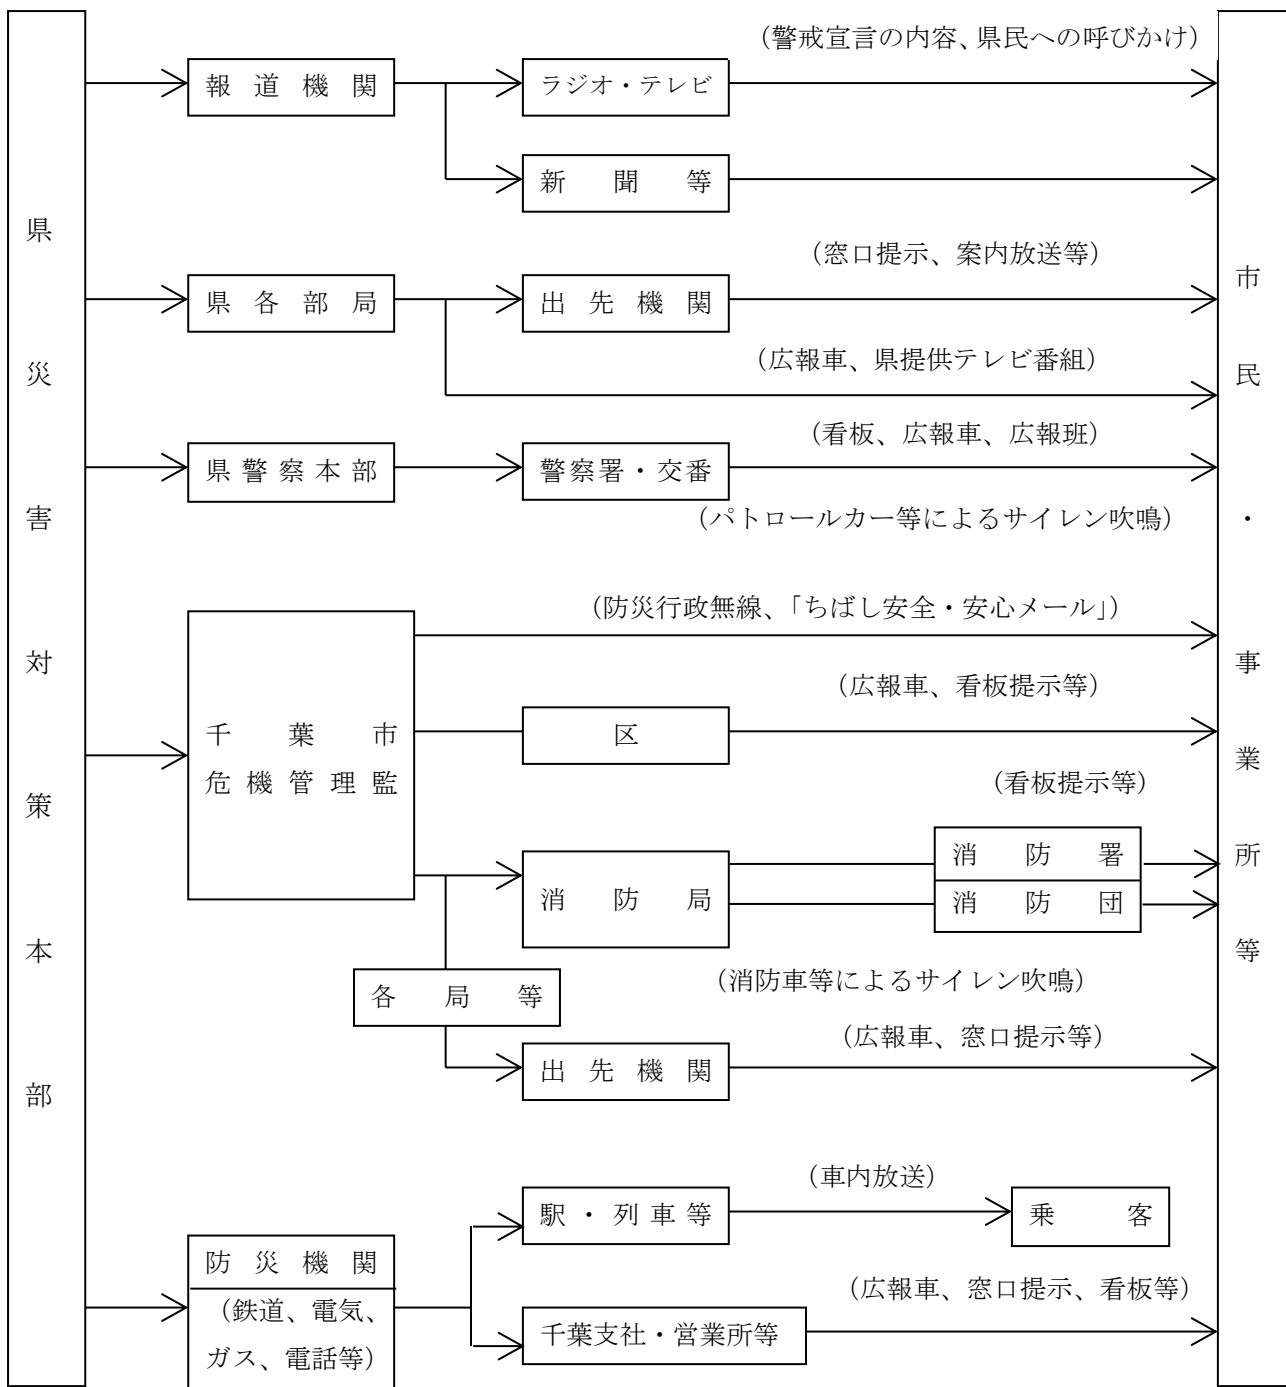 県災害対策本部
（警戒宣言の内容、県民への呼びかけ）
報道機関
ラジオ・テレビ
新聞等
（窓口提示、案内放送等）
県各部局
出先機関
（広報車、県提供テレビ番組）
（看板、広報車、広報班）
県警察本部
警察署・交番
（パトロールカー等によるサイレン吹鳴）
（防災行政無線、「ちばし安全・安心メール」）
千葉市
危機管理監
（広報車、看板提示等）
区
（看板提示等）
消防局
消防署
消防団
（消防車等によるサイレン吹鳴）
各局等
（広報車、窓口提示等）
出先機関
（車内放送）
駅・列車等
乗客
防災機関
（鉄道、電気、
ガス、電話等）
（広報車、窓口提示、看板等）
千葉支社・営業所等
市民・事業所等